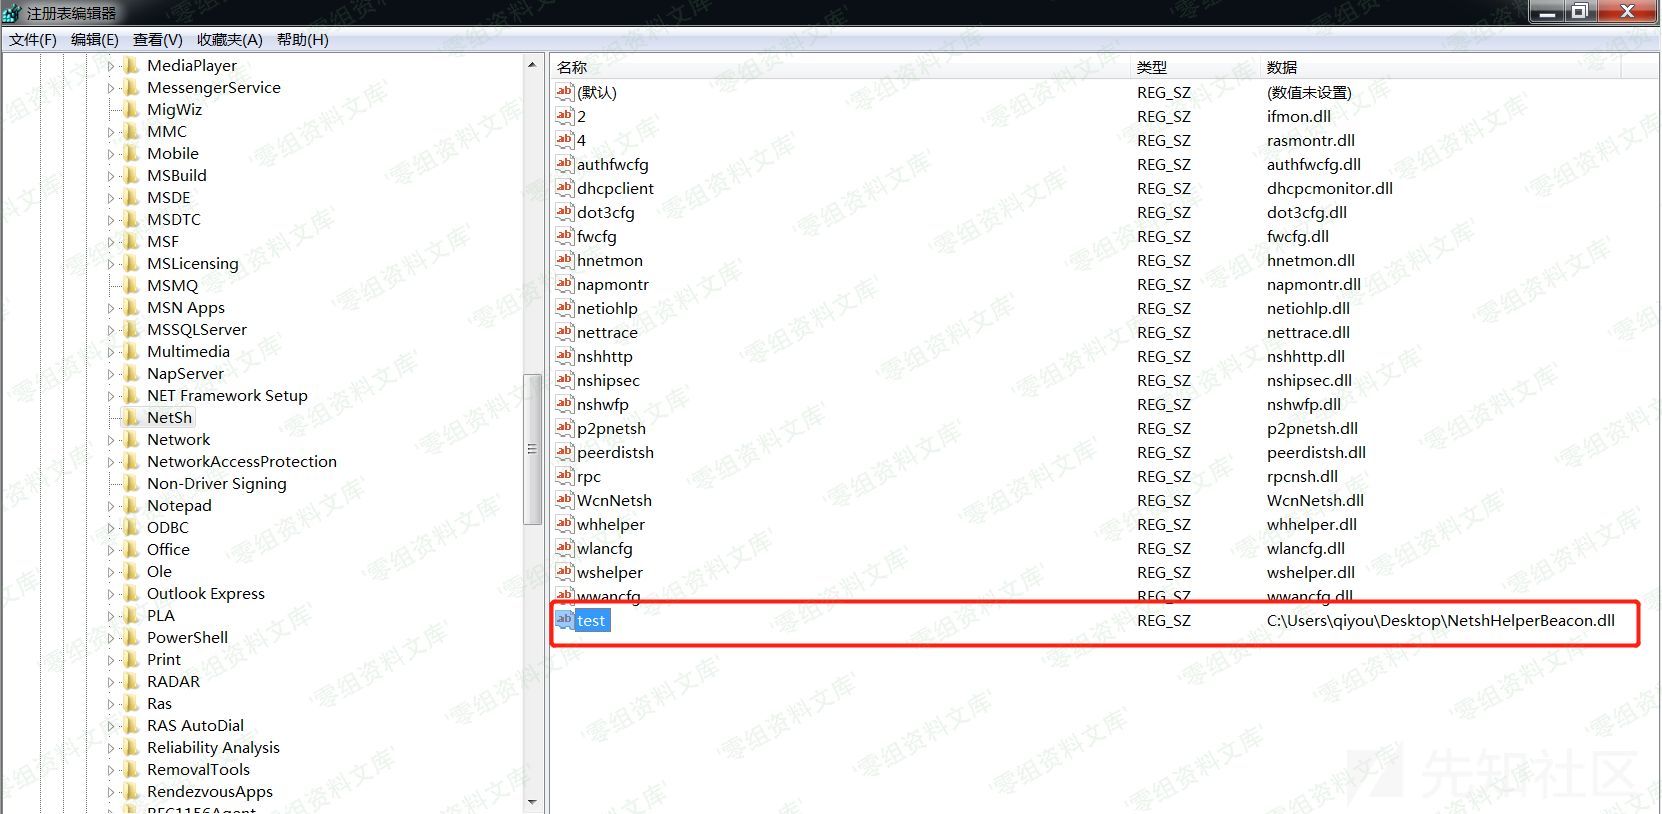 注册表编辑器
文件(F) 编辑(E) 查看(V) 收藏夹(A) 帮助(H)
MediaPlayer
MessengerService
MigWiz
MMC
Mobile
MSBuild
MSDE
MSDTC
MSF
MSLicensing
MSMQ
MSN Apps
MSSQLServer
Multimedia
NapServer
NET Framework Setup
NetSh
Network
NetworkAccessProtection
Non-Driver Signing
Notepad
ODBC
Office
Ole
Outlook Express
PLA
PowerShell
Print
RADAR
Ras
RAS AutoDial
Reliability Analysis
RemovalTools
RendezvousApps
RFC1156Agent
名称 类型 数据
(默认) REG_SZ (数值未设置)
2 REG_SZ ifmon.dll
4 REG_SZ rasmontr.dll
authfwcfg REG_SZ authfwcfg.dll
dhcpclient REG_SZ dhcpcmonitor.dll
dot3cfg REG_SZ dot3cfg.dll
fwcfg REG_SZ fwcfg.dll
hnetmon REG_SZ hnetmon.dll
napmontr REG_SZ napmontr.dll
netiohlp REG_SZ netiohlp.dll
nettrace REG_SZ nettrace.dll
nshhttp REG_SZ nshhttp.dll
nshipsec REG_SZ nshipsec.dll
nshwfp REG_SZ nshwfp.dll
p2pnetsh REG_SZ p2pnetsh.dll
peerdistsh REG_SZ peerdistsh.dll
rpc REG_SZ rpcnsh.dll
WcnNetsh REG_SZ WcnNetsh.dll
whhelper REG_SZ whhelper.dll
wlancfg REG_SZ wlancfg.dll
wshelper REG_SZ wshelper.dll
wwancfg REG_SZ wwancfg.dll
test REG_SZ C:\Users\qiyou\Desktop\NetshHelperBeacon.dll
零组资料文库
先知社区